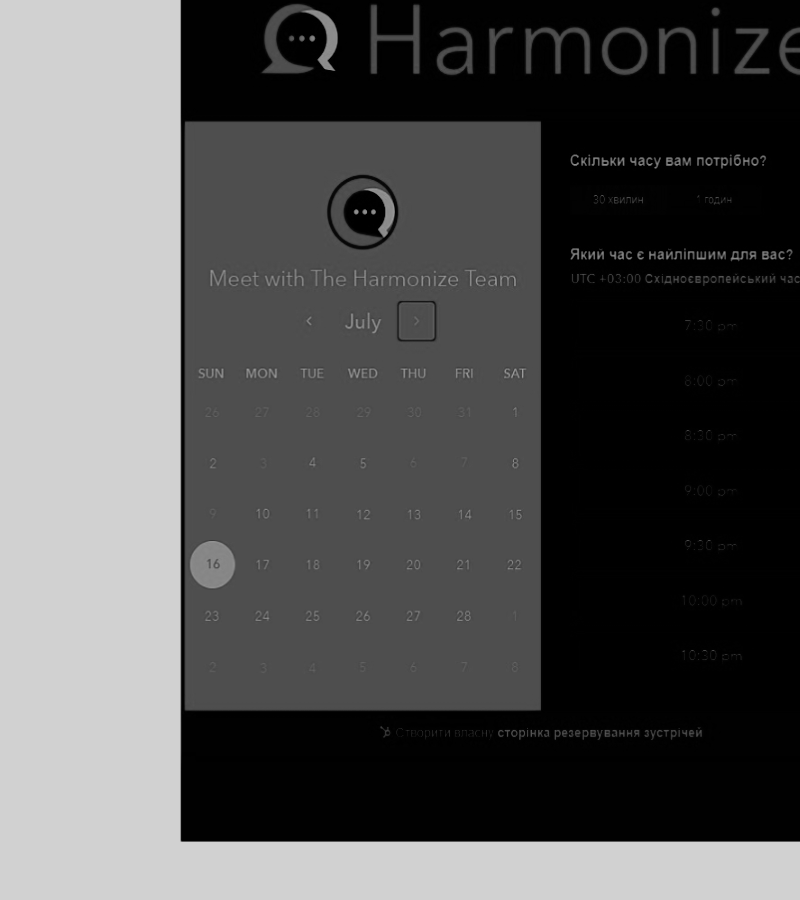 Harmonize
Meet with The Harmonize Team
July
SUN MON TUE WED THU FRI SAT
26 27 28 29 30 31 1
2 3 4 5 6 7 8
9 10 11 12 13 14 15
16 17 18 19 20 21 22
23 24 25 26 27 28 1
2 3 4 5 6 7 8
Скільки часу вам потрібно?
30 хвилин 1 годин
Який час є найліпшим для вас?
UTC +03:00 Східноєвропейський час
7:30 pm
8:00 pm
8:30 pm
9:00 pm
9:30 pm
10:00 pm
10:30 pm
Створити власну сторінка резервування зустрічей